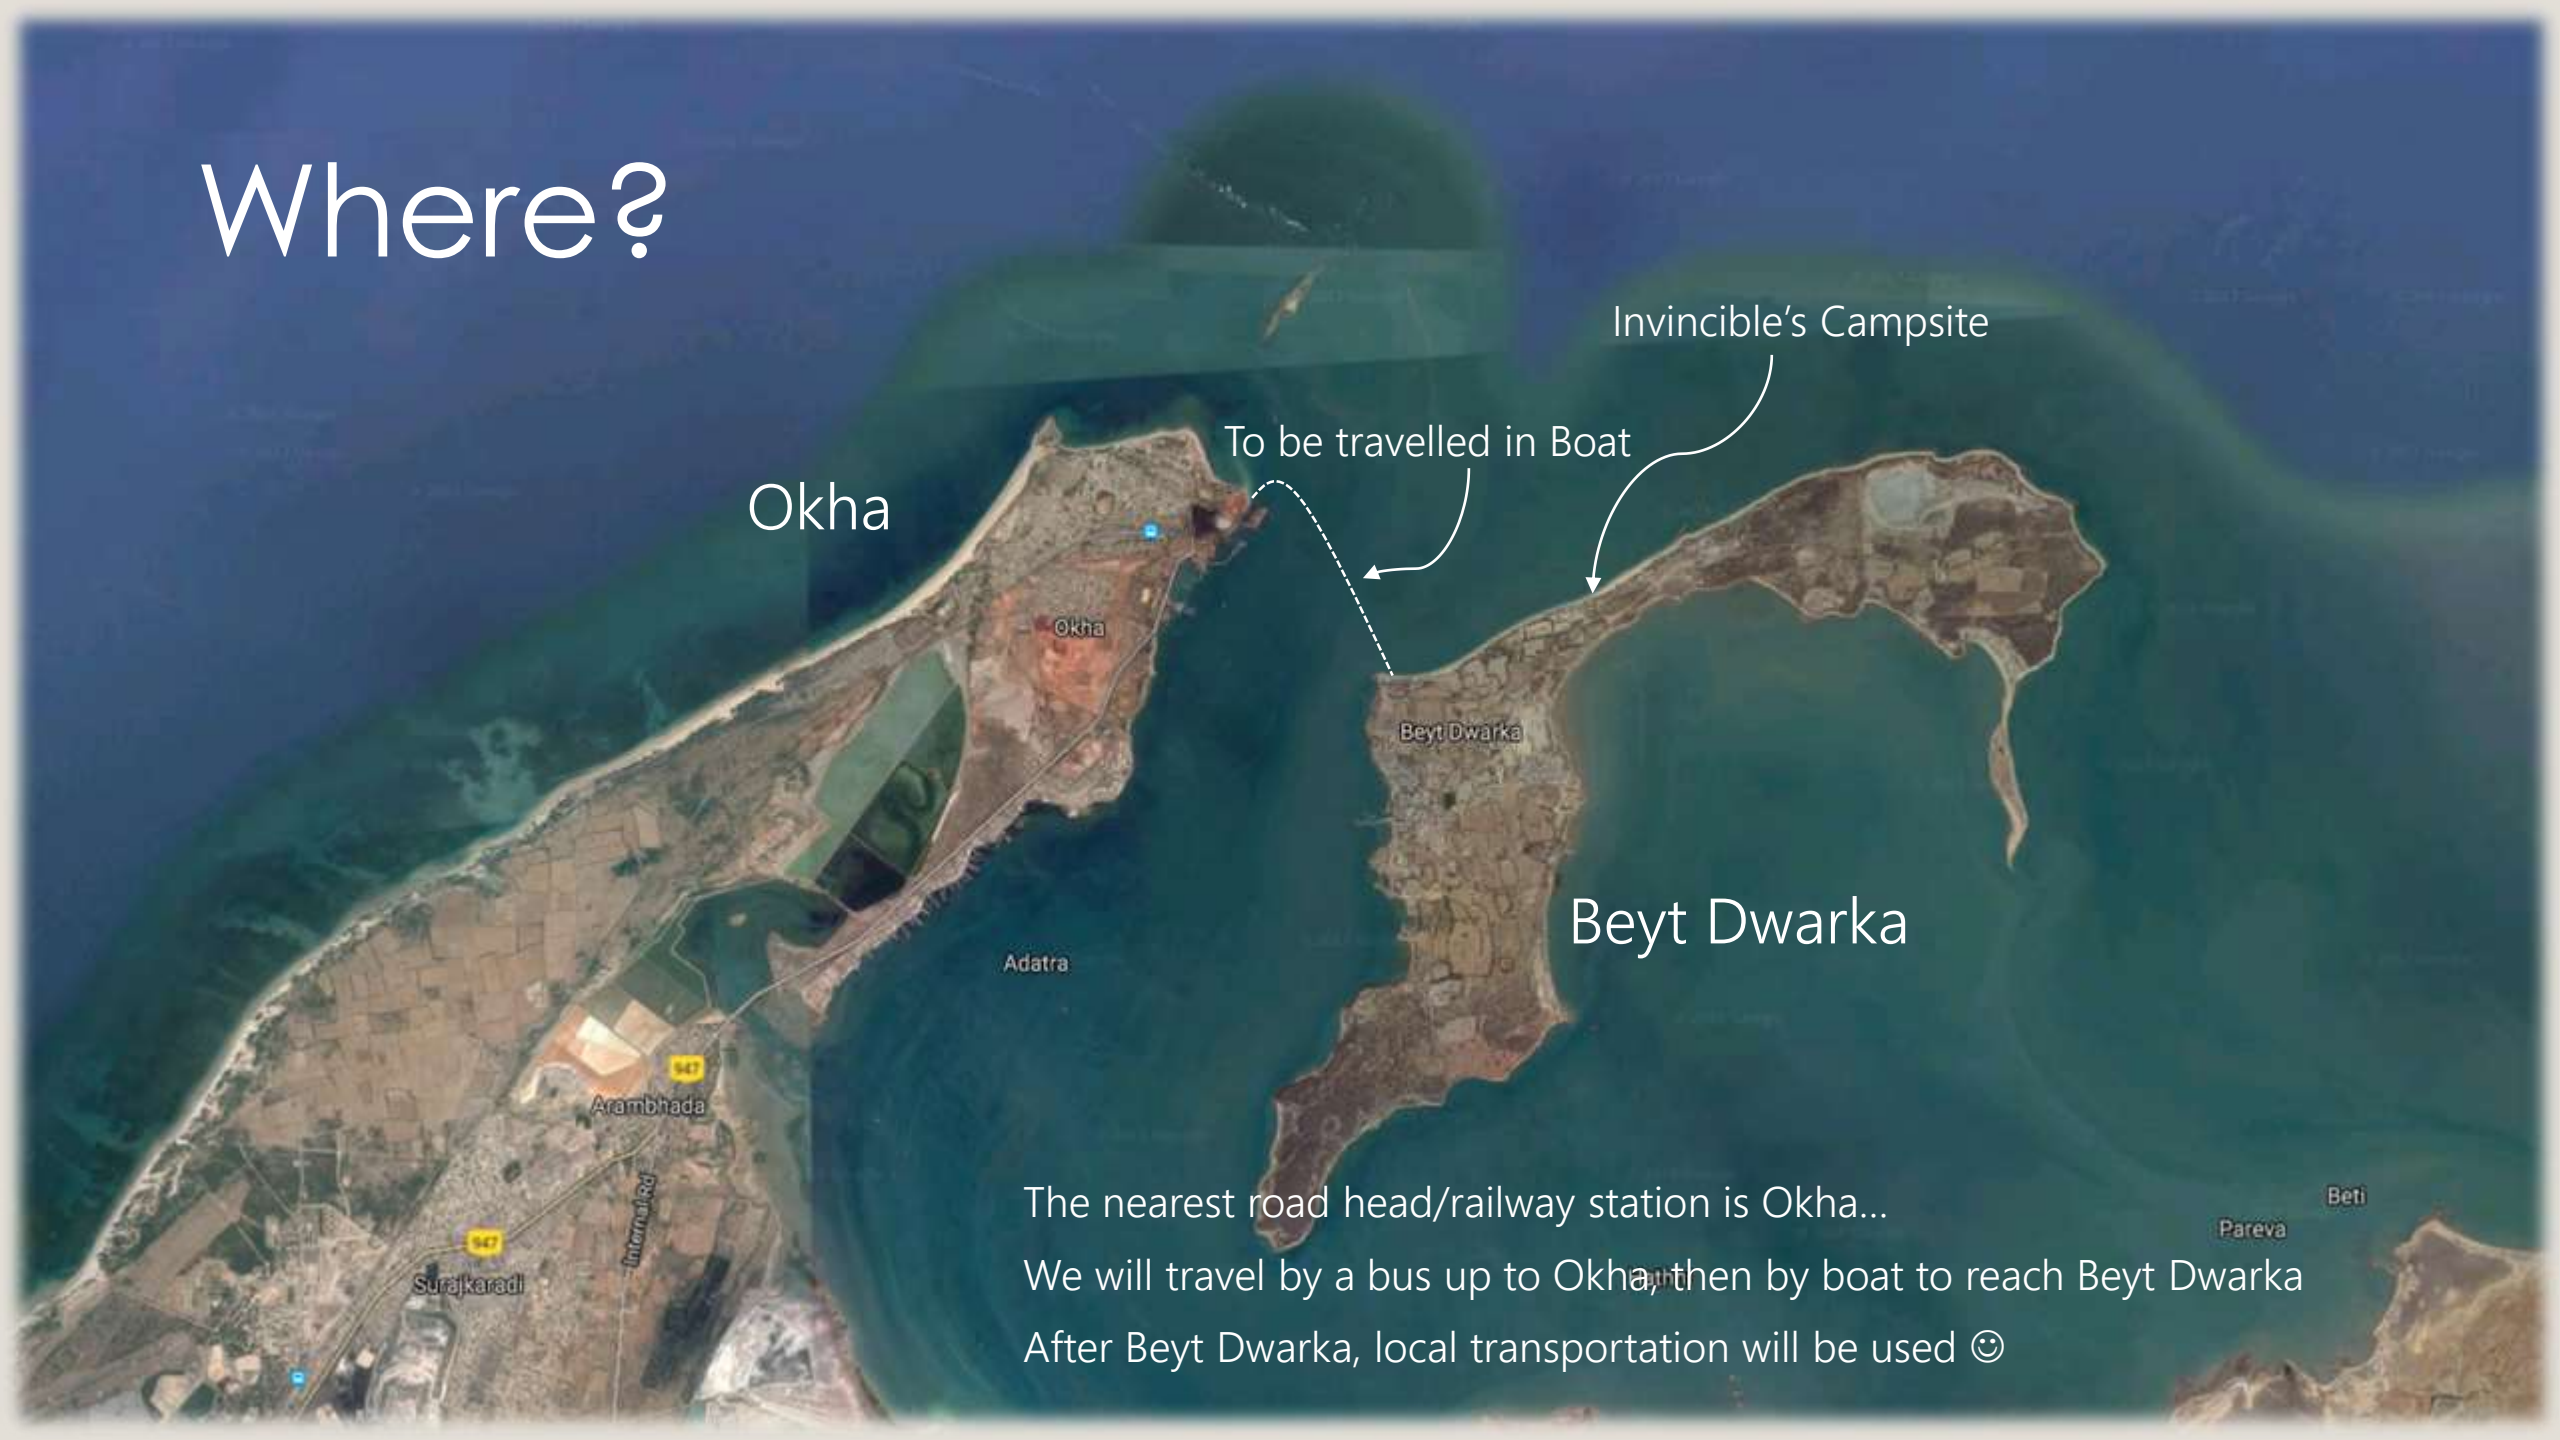 Where?
Invincible’s Campsite
To be travelled in Boat
Okha
Okha
Beyt Dwarka
Beyt Dwarka
Adatra
947
Arambhada
Internal Rd
947
Surajkaradi
The nearest road head/railway station is Okha...
Beti
Pareva
We will travel by a bus up to Okha, then by boat to reach Beyt Dwarka
After Beyt Dwarka, local transportation will be used ☺